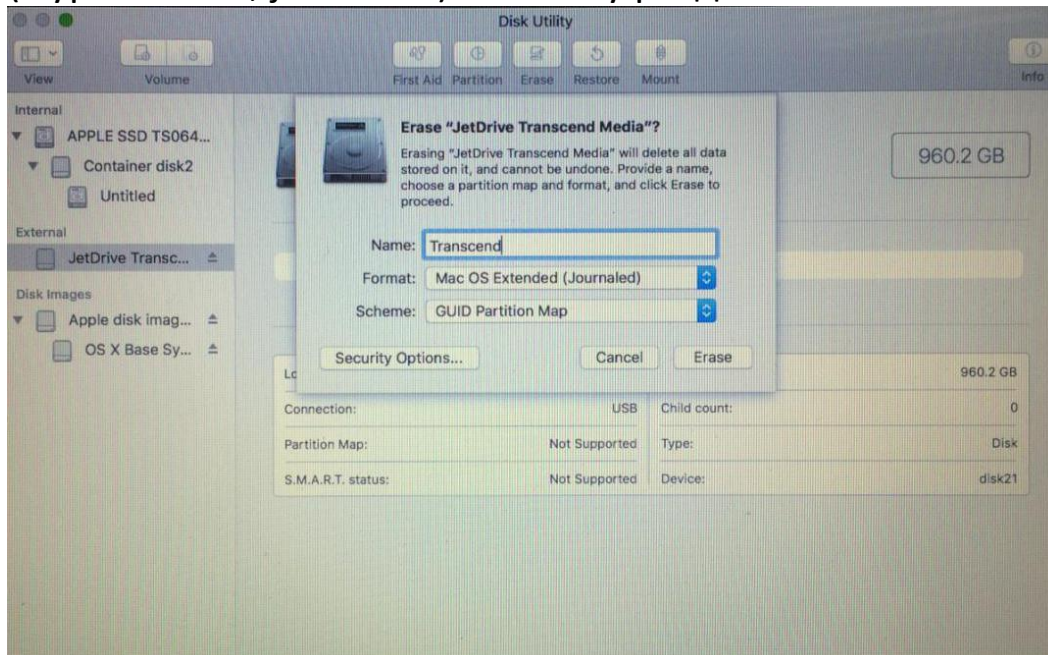 Disk Utility
View
Volume
First Aid
Partition
Erase
Restore
Mount
Info
Internal
APPLE SSD TS064...
Container disk2
Untitled
External
JetDrive Transc...
Disk Images
Apple disk imag...
OS X Base Sy...
Erase "JetDrive Transcend Media"?
Erasing "JetDrive Transcend Media" will delete all data
stored on it, and cannot be undone. Provide a name,
choose a partition map and format, and click Erase to
proceed.
Name: Transcend
Format: Mac OS Extended (Journaled)
Scheme: GUID Partition Map
Security Options...
Cancel
Erase
960.2 GB
960.2 GB
Connection: USB
Child count: 0
Partition Map: Not Supported
Type: Disk
S.M.A.R.T. status: Not Supported
Device: disk21